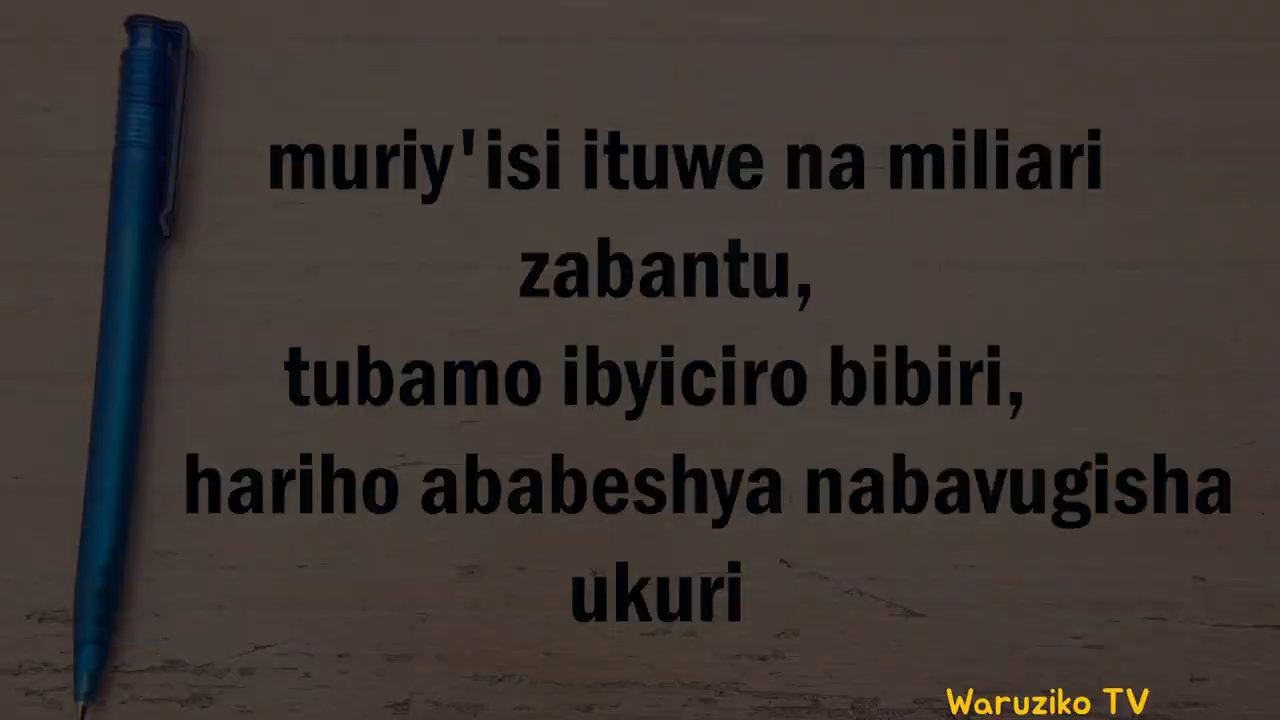 muriy'isi ituwe na miliari
zabantu,
tubamo ibyiciro bibiri,
hariho ababeshya nabavugisha
ukuri
Waruziko TV